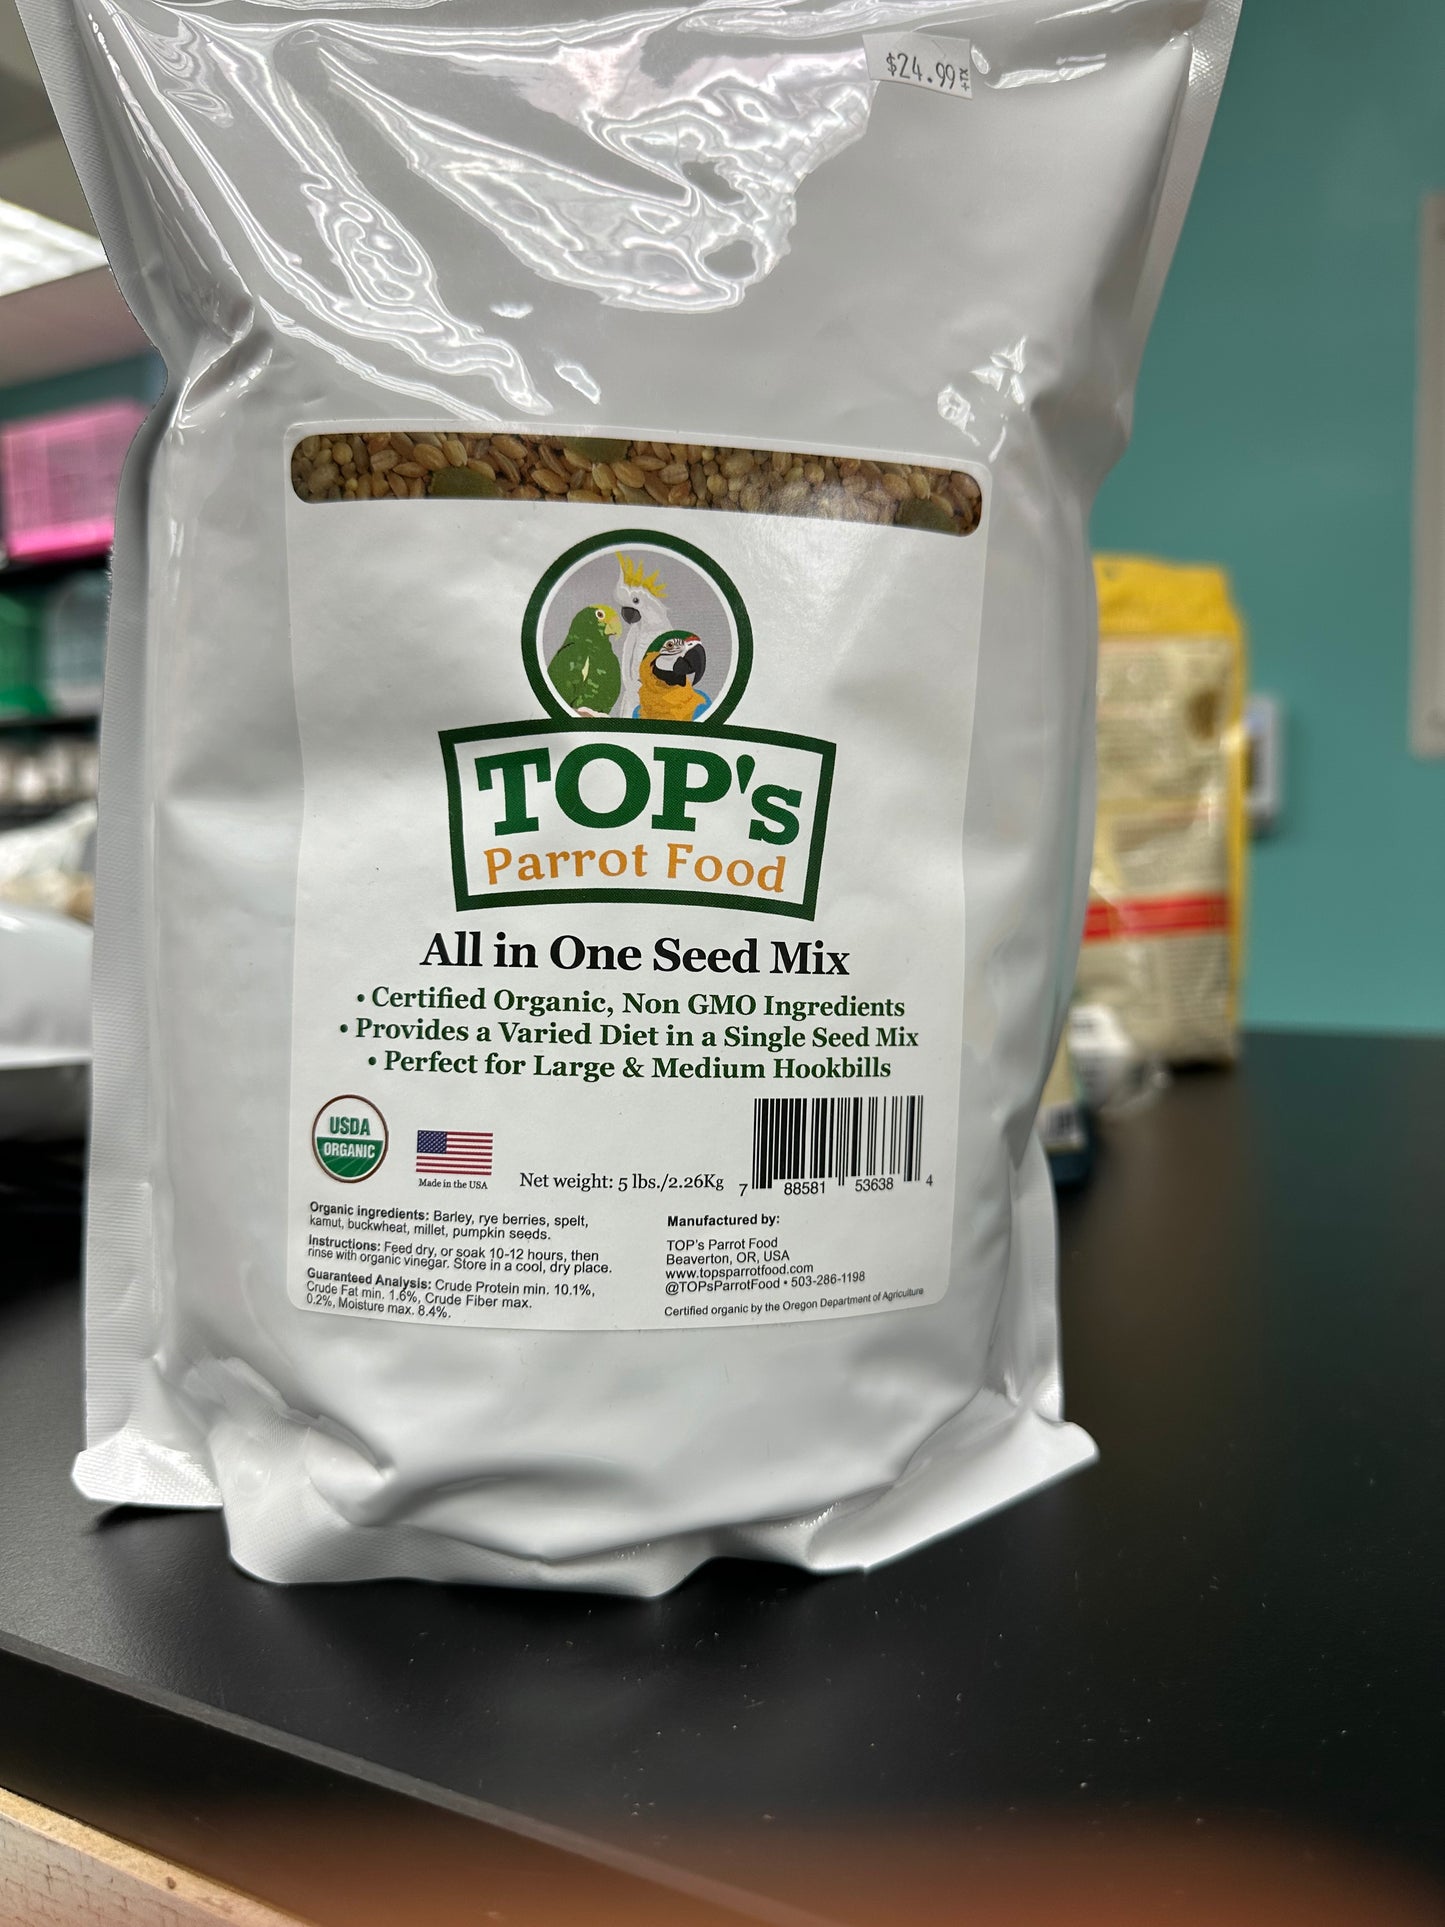 $24.99
TOP's
Parrot Food
All in One Seed Mix
• Certified Organic, Non GMO Ingredients
• Provides a Varied Diet in a Single Seed Mix
• Perfect for Large & Medium Hookbills
USDA
ORGANIC
Made in the USA
Net weight: 5 lbs./2.26Kg
7 88581 53638 4
Organic ingredients: Barley, rye berries, spelt,
kamut, buckwheat, millet, pumpkin seeds.
Instructions: Feed dry, or soak 10-12 hours, then
rinse with organic vinegar. Store in a cool, dry place.
Guaranteed Analysis: Crude Protein min. 10.1%,
Crude Fat min. 1.6%, Crude Fiber max.
0.2%, Moisture max. 8.4%.
Manufactured by:
TOP's Parrot Food
Beaverton, OR, USA
www.topsparrotfood.com
@TOPsParrotFood • 503-286-1198
Certified organic by the Oregon Department of Agriculture